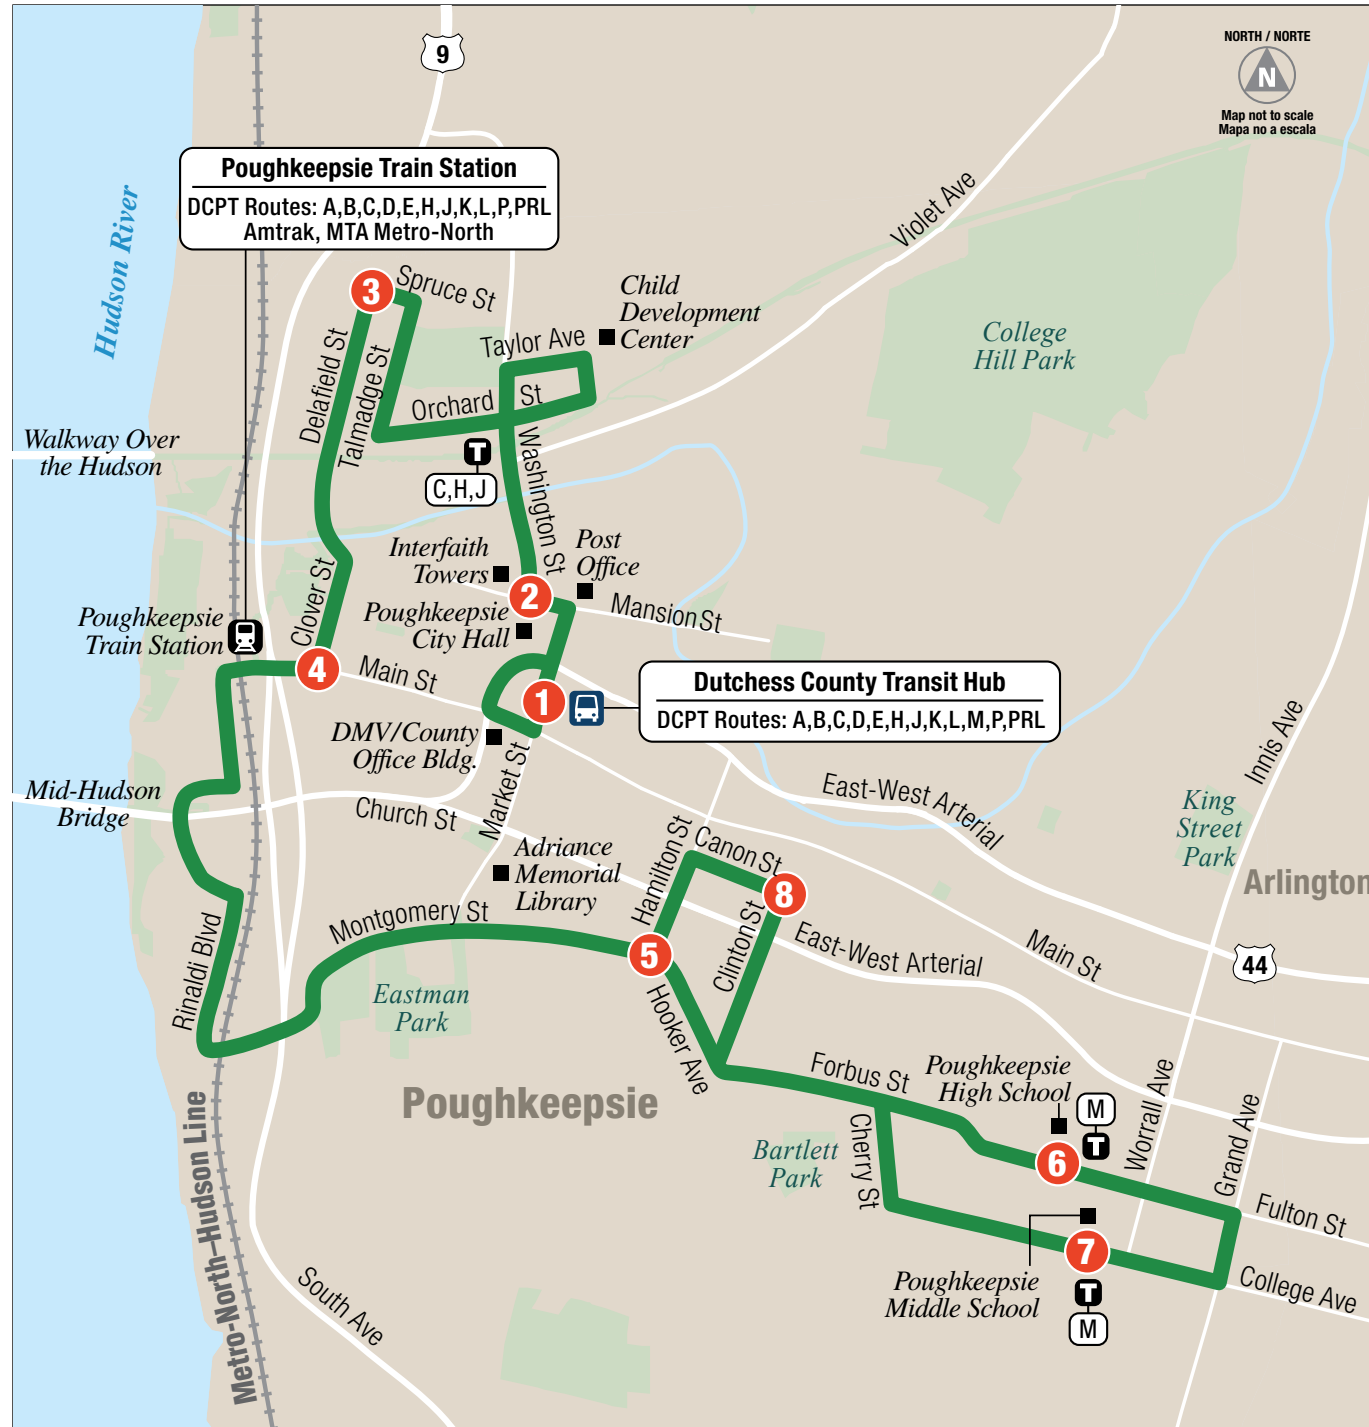 9
NORTH / NORTE
N
Map not to scale
Mapa no a escala
Poughkeepsie Train Station
DCPT Routes: A,B,C,D,E,H,J,K,L,P,PRL
Amtrak, MTA Metro-North
Hudson River
Violet Ave
3
Spruce St
Child
Development
Center
Taylor Ave
College
Hill Park
Delafield St
Talmadge St
Orchard St
Walkway Over
the Hudson
T
C,H,J
Washington St
Interfaith
Towers
Post
Office
2
Poughkeepsie
City Hall
Mansion St
Clover St
Poughkeepsie
Train Station
4
Main St
1
Dutchess County Transit Hub
DCPT Routes: A,B,C,D,E,H,J,K,L,M,P,PRL
DMV/County
Office Bldg.
Market St
Innis Ave
Mid-Hudson
Bridge
Church St
East-West Arterial
King
Street
Park
Arlington
Adriance
Memorial
Library
Hamilton St
Canon St
8
Clinton St
Montgomery St
5
East-West Arterial
Main St
44
Rinaldi Blvd
Eastman
Park
Hooker Ave
Forbus St
Poughkeepsie
High School
M
T
Poughkeepsie
Bartlett
Park
Cherry St
6
Worrall Ave
Grand Ave
Fulton St
7
College Ave
Poughkeepsie
Middle School
T
M
Metro-North–Hudson Line
South Ave